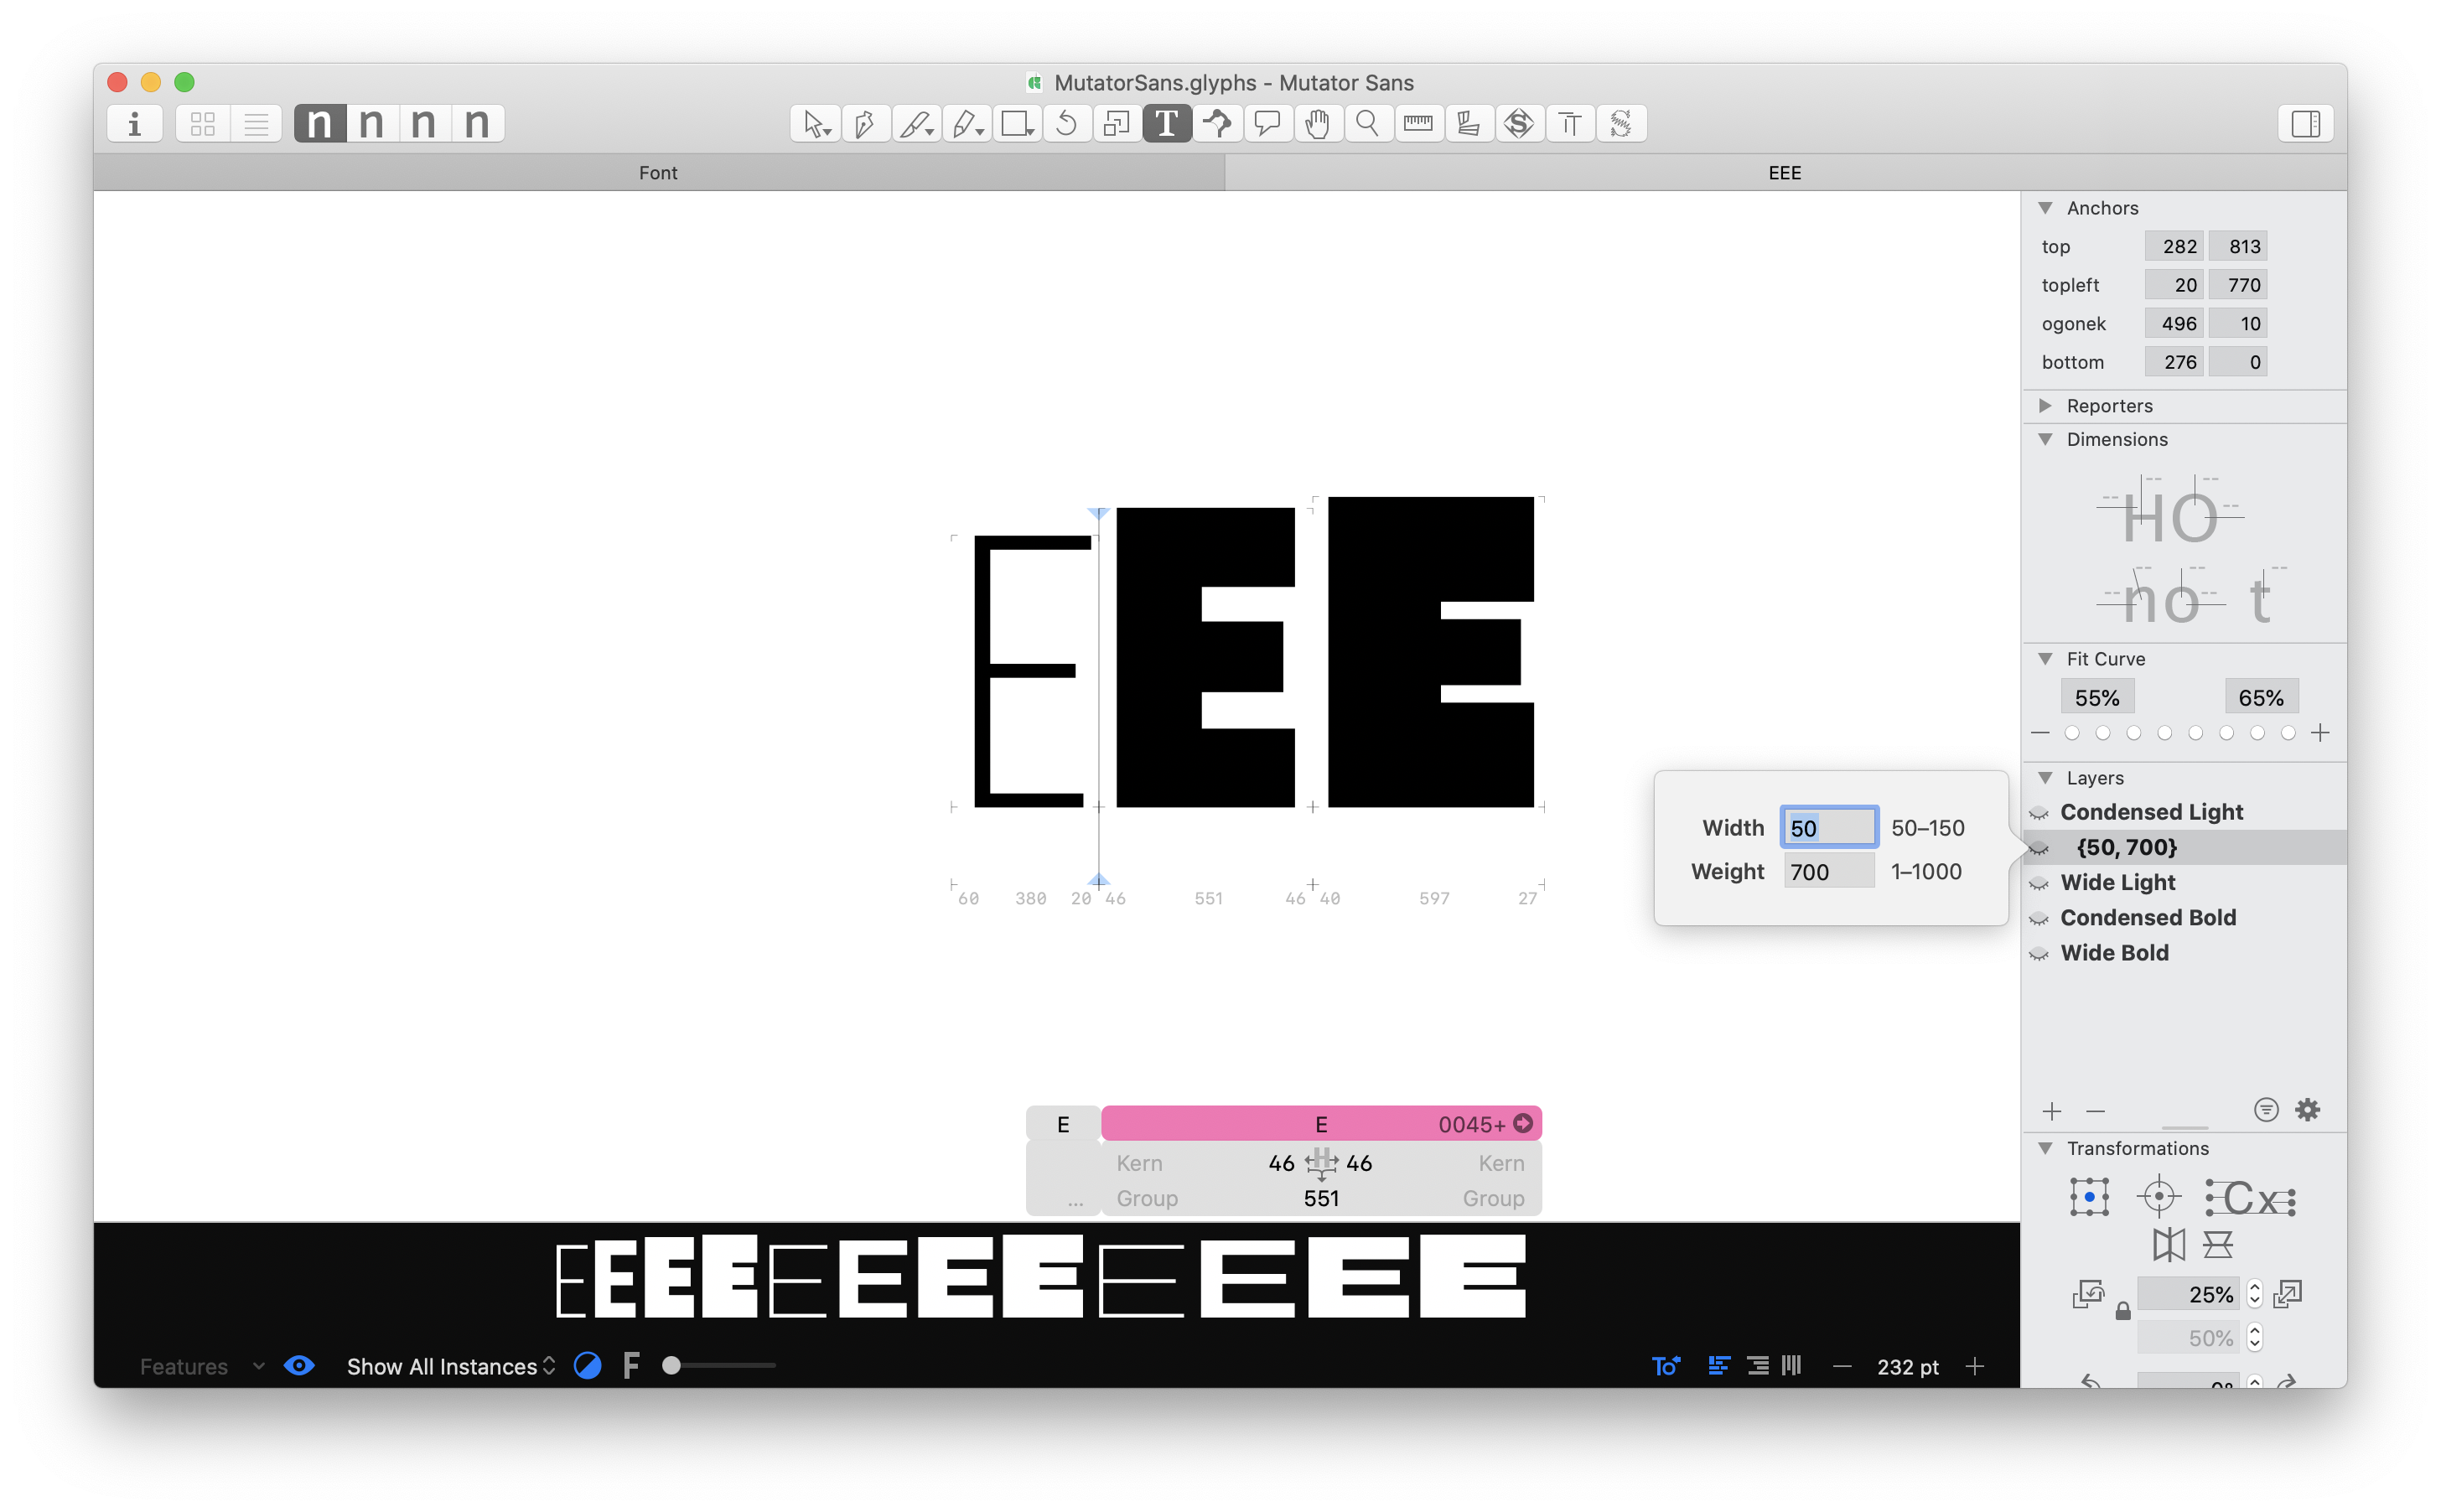 MutatorSans.glyphs - Mutator Sans
i
n n n n
T
S
T T
S
Font
EEE
Anchors
top 282 813
topleft 20 770
ogonek 496 10
bottom 276 0
Reporters
Dimensions
-- -- -- --
HO
-- -- -- -- --
no t
Fit Curve
55% 65%
Layers
Condensed Light
{50, 700}
Wide Light
Condensed Bold
Wide Bold
Width 50 50–150
Weight 700 1–1000
EEE
60 380 20 46 551 46 40 597 27
E E 0045+
Kern 46 H 46 Kern
... Group 551 Group
Transformations
C x
25%
50%
EEEEEEEEEEEE
Features Show All Instances F
To 232 pt